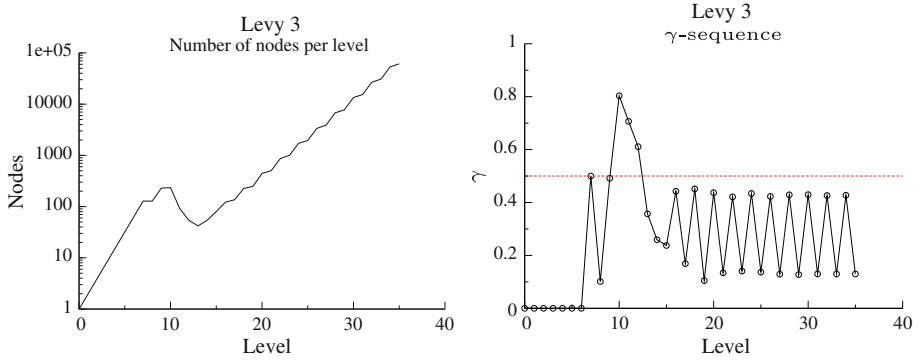 Levy 3
Number of nodes per level
1e+05
10000
1000
100
10
1
Nodes
0 10 20 30 40
Level
Levy 3
γ-sequence
1
0.8
0.6
0.4
0.2
0
γ
0 10 20 30 40
Level